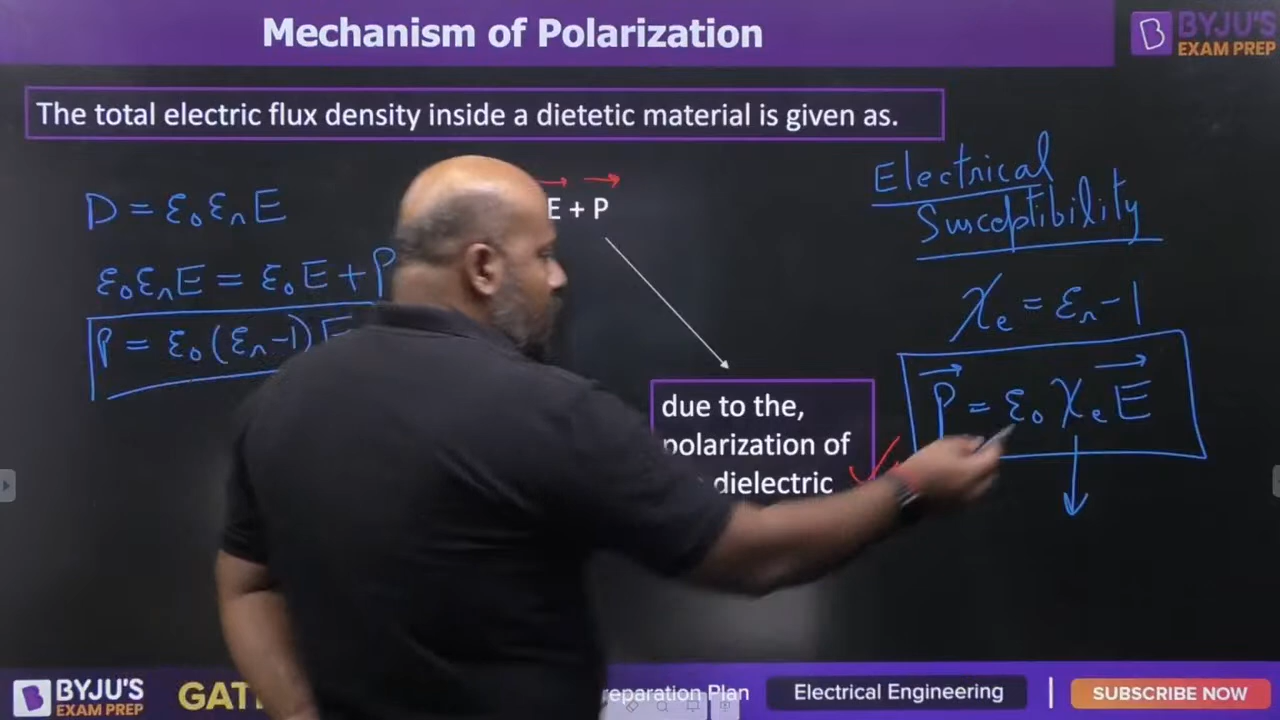 Mechanism of Polarization
BYJU'S
EXAM PREP
The total electric flux density inside a dietetic material is given as.
D = ε₀εᵣE
ε₀εᵣE = ε₀E + P
P = ε₀(εᵣ-1)E
E + P
due to the,
polarization of
dielectric
Electrical
Susceptibility
χₑ = εᵣ-1
P = ε₀χₑE
BYJU'S
EXAM PREP
Plan
Electrical Engineering
SUBSCRIBE NOW